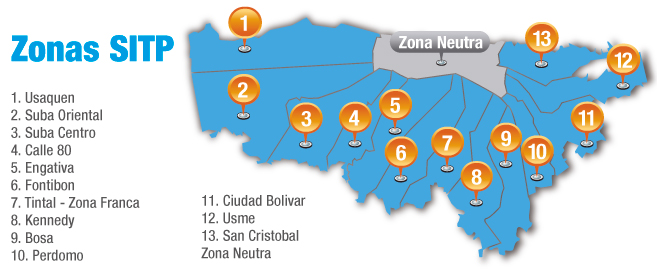 Zonas SITP
1. Usaquen
2. Suba Oriental
3. Suba Centro
4. Calle 80
5. Engativa
6. Fontibon
7. Tintal - Zona Franca
8. Kennedy
9. Bosa
10. Perdomo
11. Ciudad Bolivar
12. Usme
13. San Cristobal
Zona Neutra
1
Zona Neutra
13
12
2
3
4
5
11
6
7
9
10
8